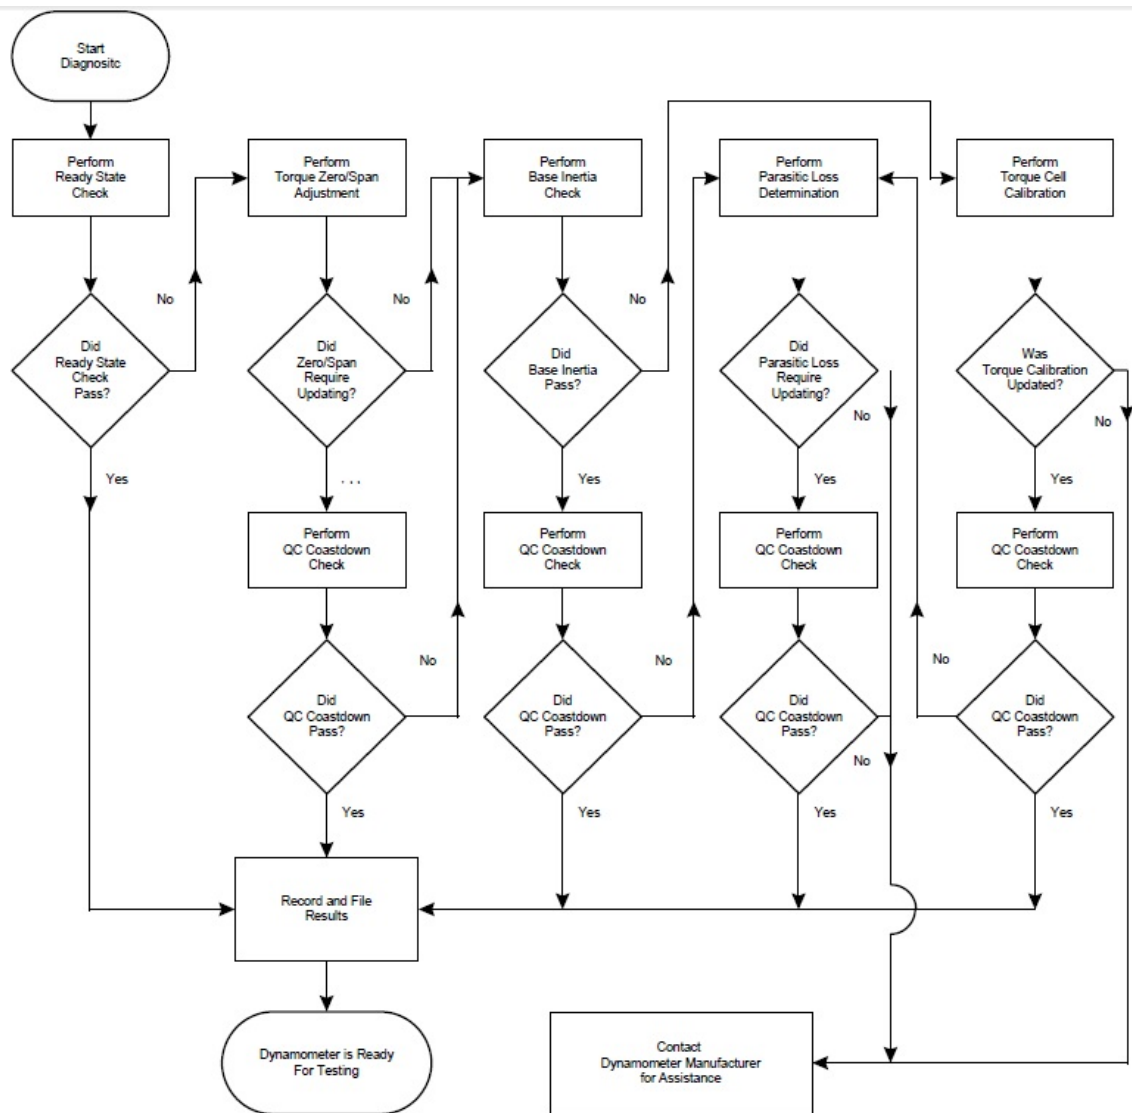 Start
Diagnositc
Perform
Ready State
Check
Perform
Torque Zero/Span
Adjustment
Perform
Base Inertia
Check
Perform
Parasitic Loss
Determination
Perform
Torque Cell
Calibration
No
No
No
Did
Ready State
Check
Pass?
Did
Zero/Span
Require
Updating?
Did
Base Inertia
Pass?
Did
Parasitic Loss
Require
Updating?
Was
Torque Calibration
Updated?
No
No
Yes
. . .
Yes
Yes
Yes
Perform
QC Coastdown
Check
Perform
QC Coastdown
Check
Perform
QC Coastdown
Check
Perform
QC Coastdown
Check
No
No
No
Did
QC Coastdown
Pass?
Did
QC Coastdown
Pass?
Did
QC Coastdown
Pass?
Did
QC Coastdown
Pass?
No
Yes
Yes
Yes
Yes
Record and File
Results
Dynamometer is Ready
For Testing
Contact
Dynamometer Manufacturer
for Assistance